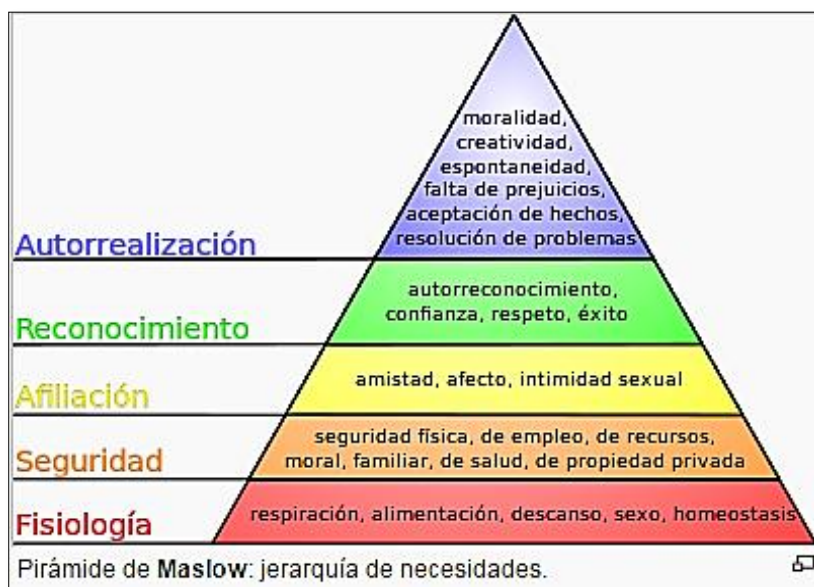 moralidad,
creatividad,
espontaneidad,
falta de prejuicios,
aceptación de hechos,
resolución de problemas
Autorrealización
autorreconocimiento,
confianza, respeto, éxito
Reconocimiento
amistad, afecto, intimidad sexual
Afiliación
seguridad física, de empleo, de recursos,
moral, familiar, de salud, de propiedad privada
Seguridad
respiración, alimentación, descanso, sexo, homeostasis
Fisiología
Pirámide de Maslow: jerarquía de necesidades.